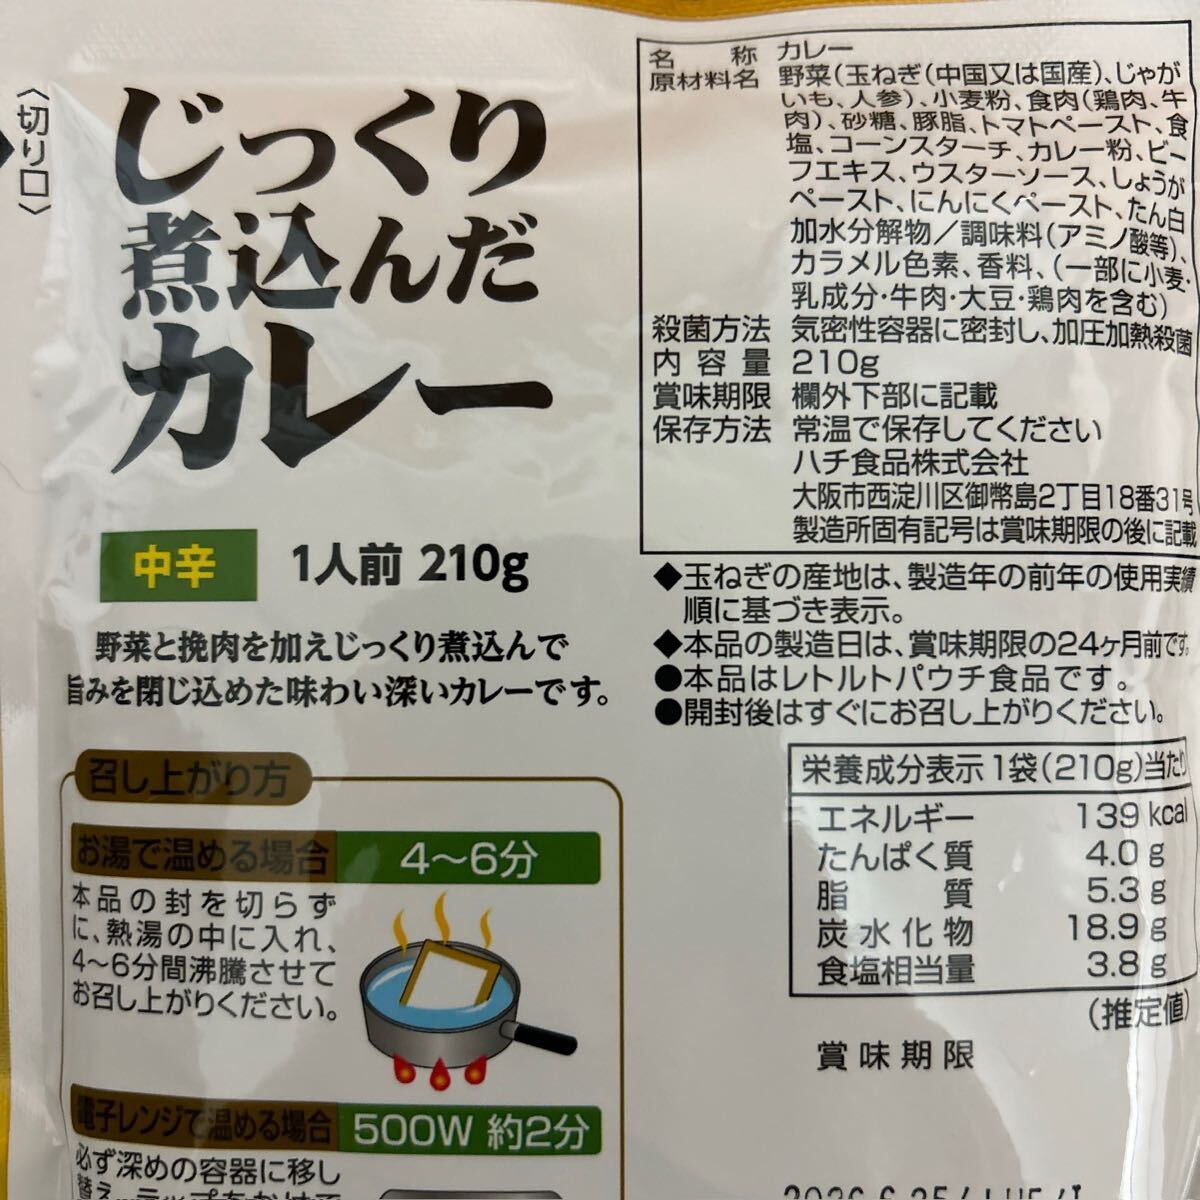 〈切り口〉
じっくり
煮込んだ
カレー
中辛
1人前 210g
野菜と挽肉を加えじっくり煮込んで
旨みを閉じ込めた味わい深いカレーです。
召し上がり方
お湯で温める場合 4〜6分
本品の封を切らず
に、熱湯の中に入れ、
4〜6分間沸騰させて
お召し上がりください。
電子レンジで温める場合 500W 約2分
必ず深めの容器に移し
名称 カレー
原材料名 野菜(玉ねぎ(中国又は国産)、じゃが
いも、人参)、小麦粉、食肉(鶏肉、牛
肉)、砂糖、豚脂、トマトペースト、食
塩、コーンスターチ、カレー粉、ビー
フエキス、ウスターソース、しょうが
ペースト、にんにくペースト、たん白
加水分解物／調味料(アミノ酸等)、
カラメル色素、香料、(一部に小麦・
乳成分・牛肉・大豆・鶏肉を含む)
殺菌方法 気密性容器に密封し、加圧加熱殺菌
内容量 210g
賞味期限 欄外下部に記載
保存方法 常温で保存してください
ハチ食品株式会社
大阪市西淀川区御幣島2丁目18番31号
製造所固有記号は賞味期限の後に記載
◆玉ねぎの産地は、製造年の前年の使用実績
順に基づき表示。
◆本品の製造日は、賞味期限の24ヶ月前です。
●本品はレトルトパウチ食品です。
●開封後はすぐにお召し上がりください。
栄養成分表示 1袋(210g)当たり
エネルギー 139 kcal
たんぱく質 4.0 g
脂質 5.3 g
炭水化物 18.9 g
食塩相当量 3.8 g
(推定値)
賞味期限